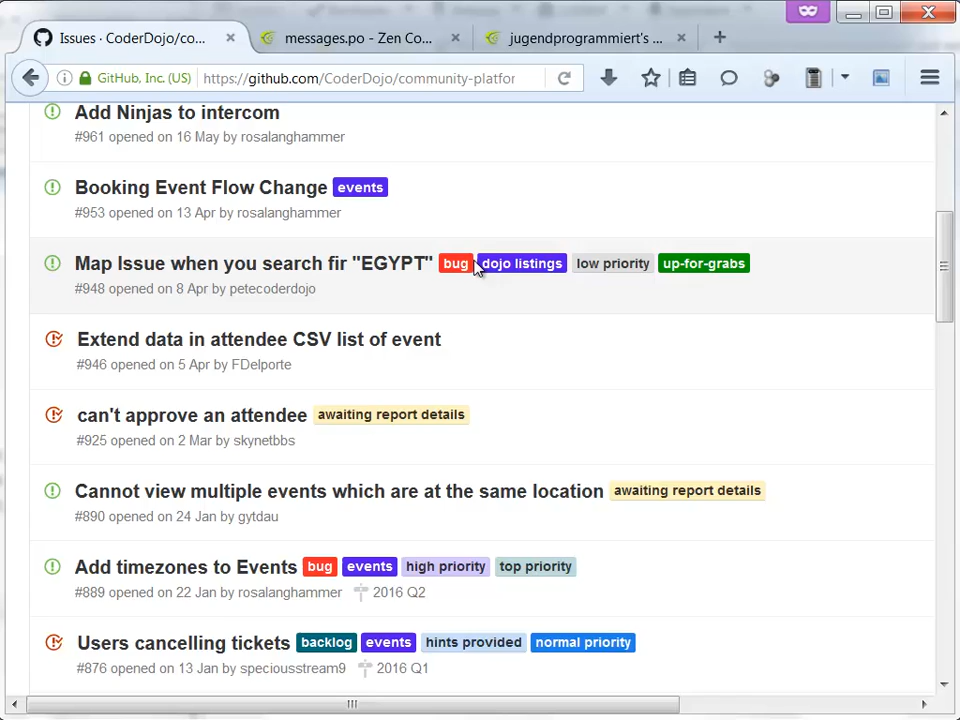 Issues · CoderDojo/co...
messages.po - Zen Co...
jugendprogrammiert's ...
GitHub, Inc. (US)
https://github.com/CoderDojo/community-platfor
Add Ninjas to intercom
#961 opened on 16 May by rosalanghammer
Booking Event Flow Change events
#953 opened on 13 Apr by rosalanghammer
Map Issue when you search fir "EGYPT" bug dojo listings low priority up-for-grabs
#948 opened on 8 Apr by petecoderdojo
Extend data in attendee CSV list of event
#946 opened on 5 Apr by FDelporte
can't approve an attendee awaiting report details
#925 opened on 2 Mar by skynetbbs
Cannot view multiple events which are at the same location awaiting report details
#890 opened on 24 Jan by gytdau
Add timezones to Events bug events high priority top priority
#889 opened on 22 Jan by rosalanghammer 2016 Q2
Users cancelling tickets backlog events hints provided normal priority
#876 opened on 13 Jan by speciousstream9 2016 Q1